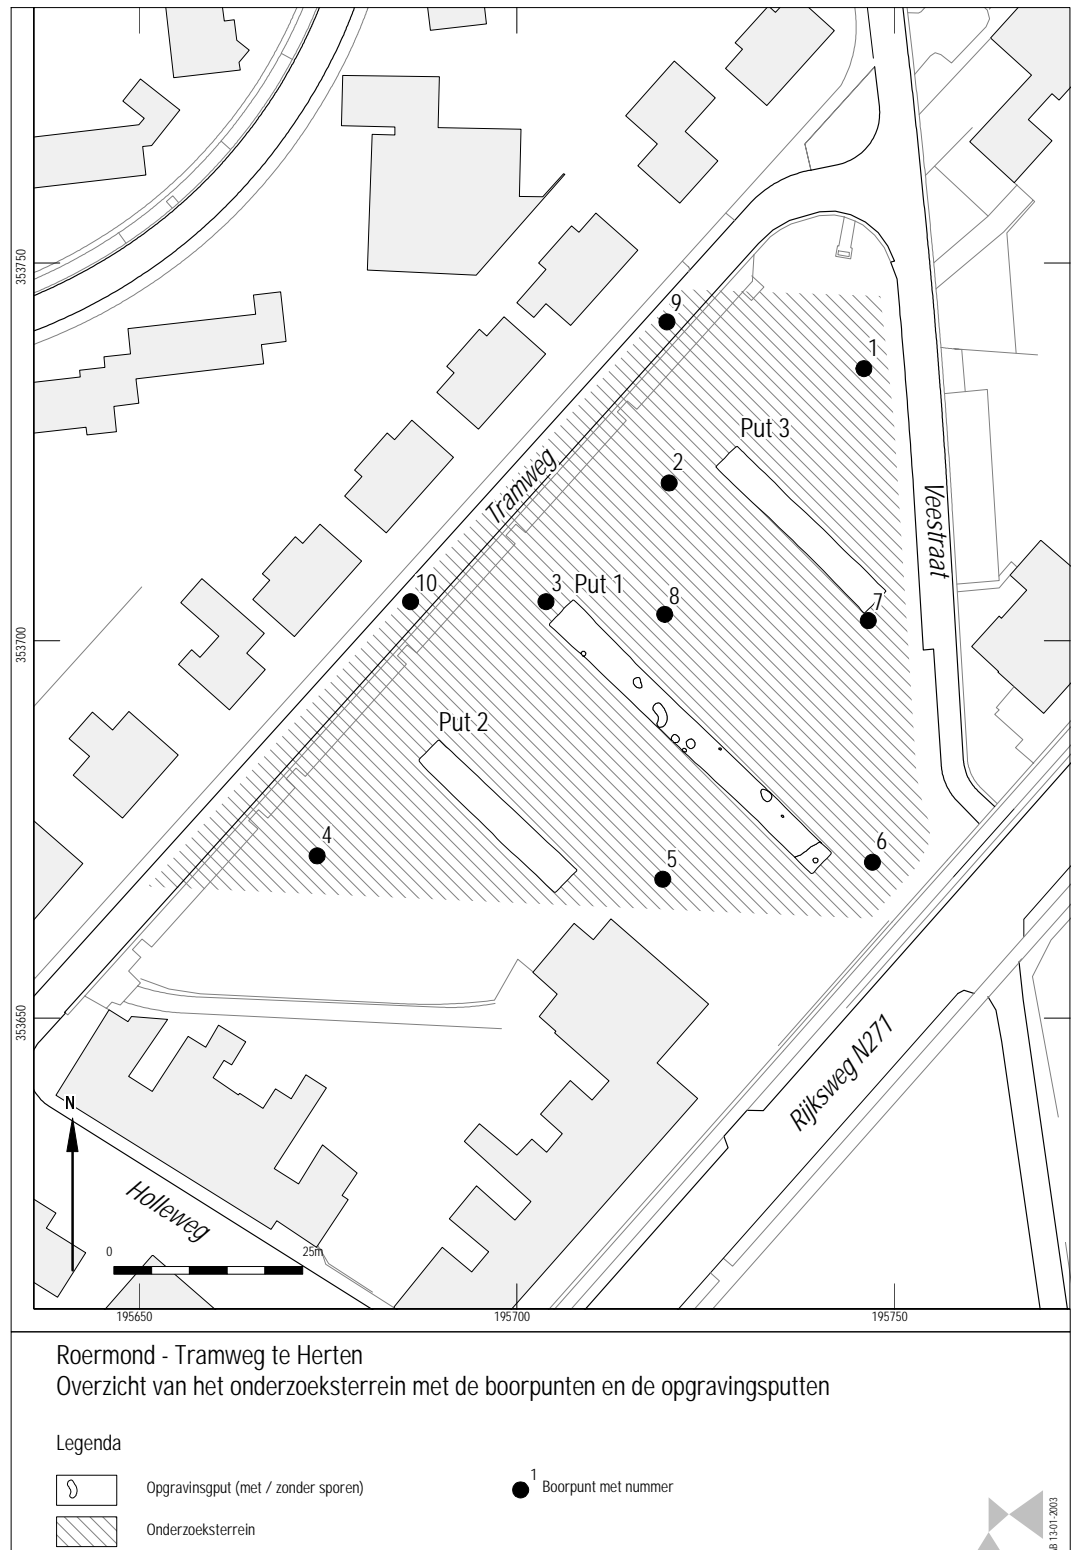 353750
353700
353650
9
1
Put 3
2
Tramweg
Veestraat
10
3
Put 1
8
7
Put 2
4
5
6
Rijksweg N271
N
Holleweg
0
25m
195650
195700
195750
Roermond - Tramweg te Herten
Overzicht van het onderzoeksterrein met de boorpunten en de opgravingsputten
Legenda
Opgravinsgput (met / zonder sporen)
1
Boorpunt met nummer
Onderzoeksterrein
13-01-2003